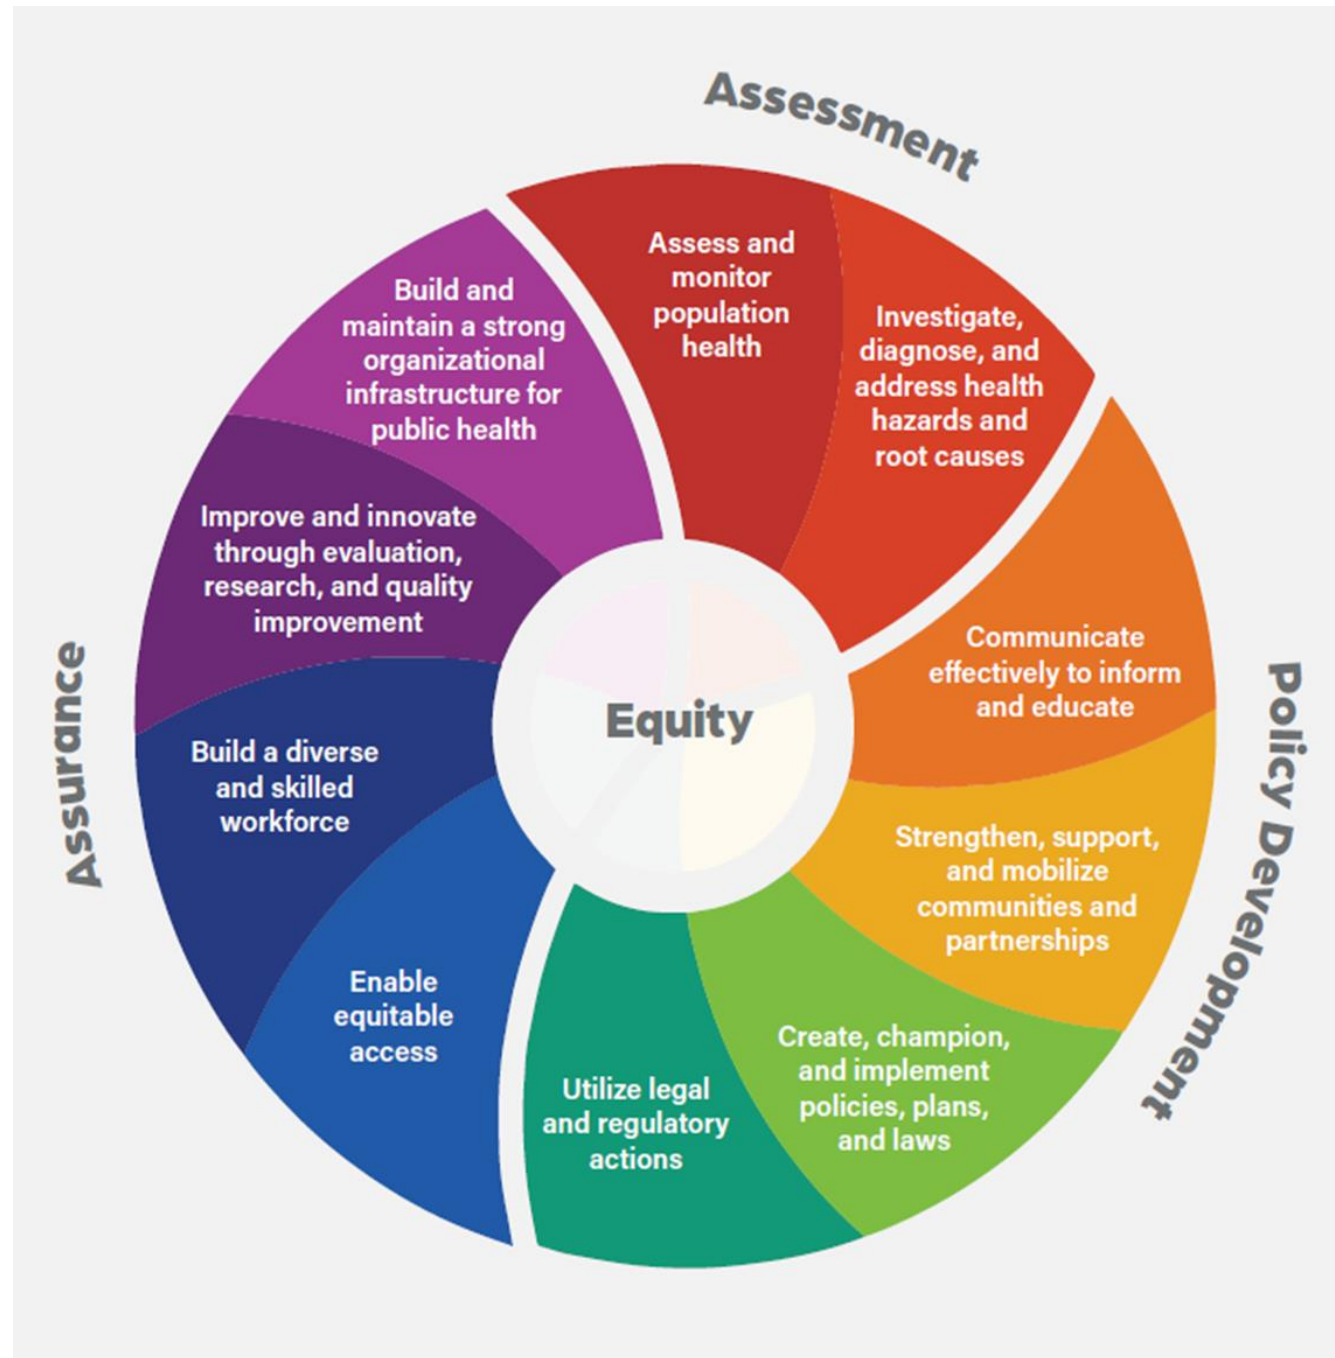 Assessment
Assess and
monitor
population
health
Investigate,
diagnose, and
address health
hazards and
root causes
Policy Development
Communicate
effectively to inform
and educate
Strengthen, support,
and mobilize
communities and
partnerships
Create, champion,
and implement
policies, plans,
and laws
Utilize legal
and regulatory
actions
Assurance
Enable
equitable
access
Build a diverse
and skilled
workforce
Improve and innovate
through evaluation,
research, and quality
improvement
Build and
maintain a strong
organizational
infrastructure for
public health
Equity